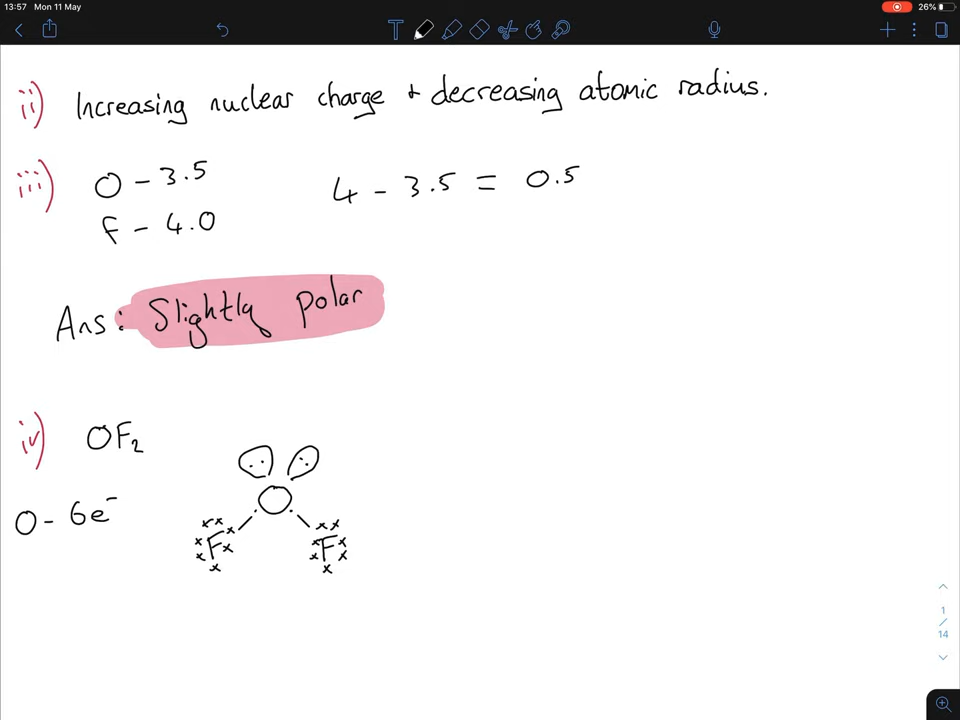 13:57 Mon 11 May
26%
ii) Increasing nuclear charge + decreasing atomic radius.
iii) O - 3.5 4 - 3.5 = 0.5
F - 4.0
Ans: Slightly polar
iv) OF₂
O - 6e⁻
O
F F
1
/
14